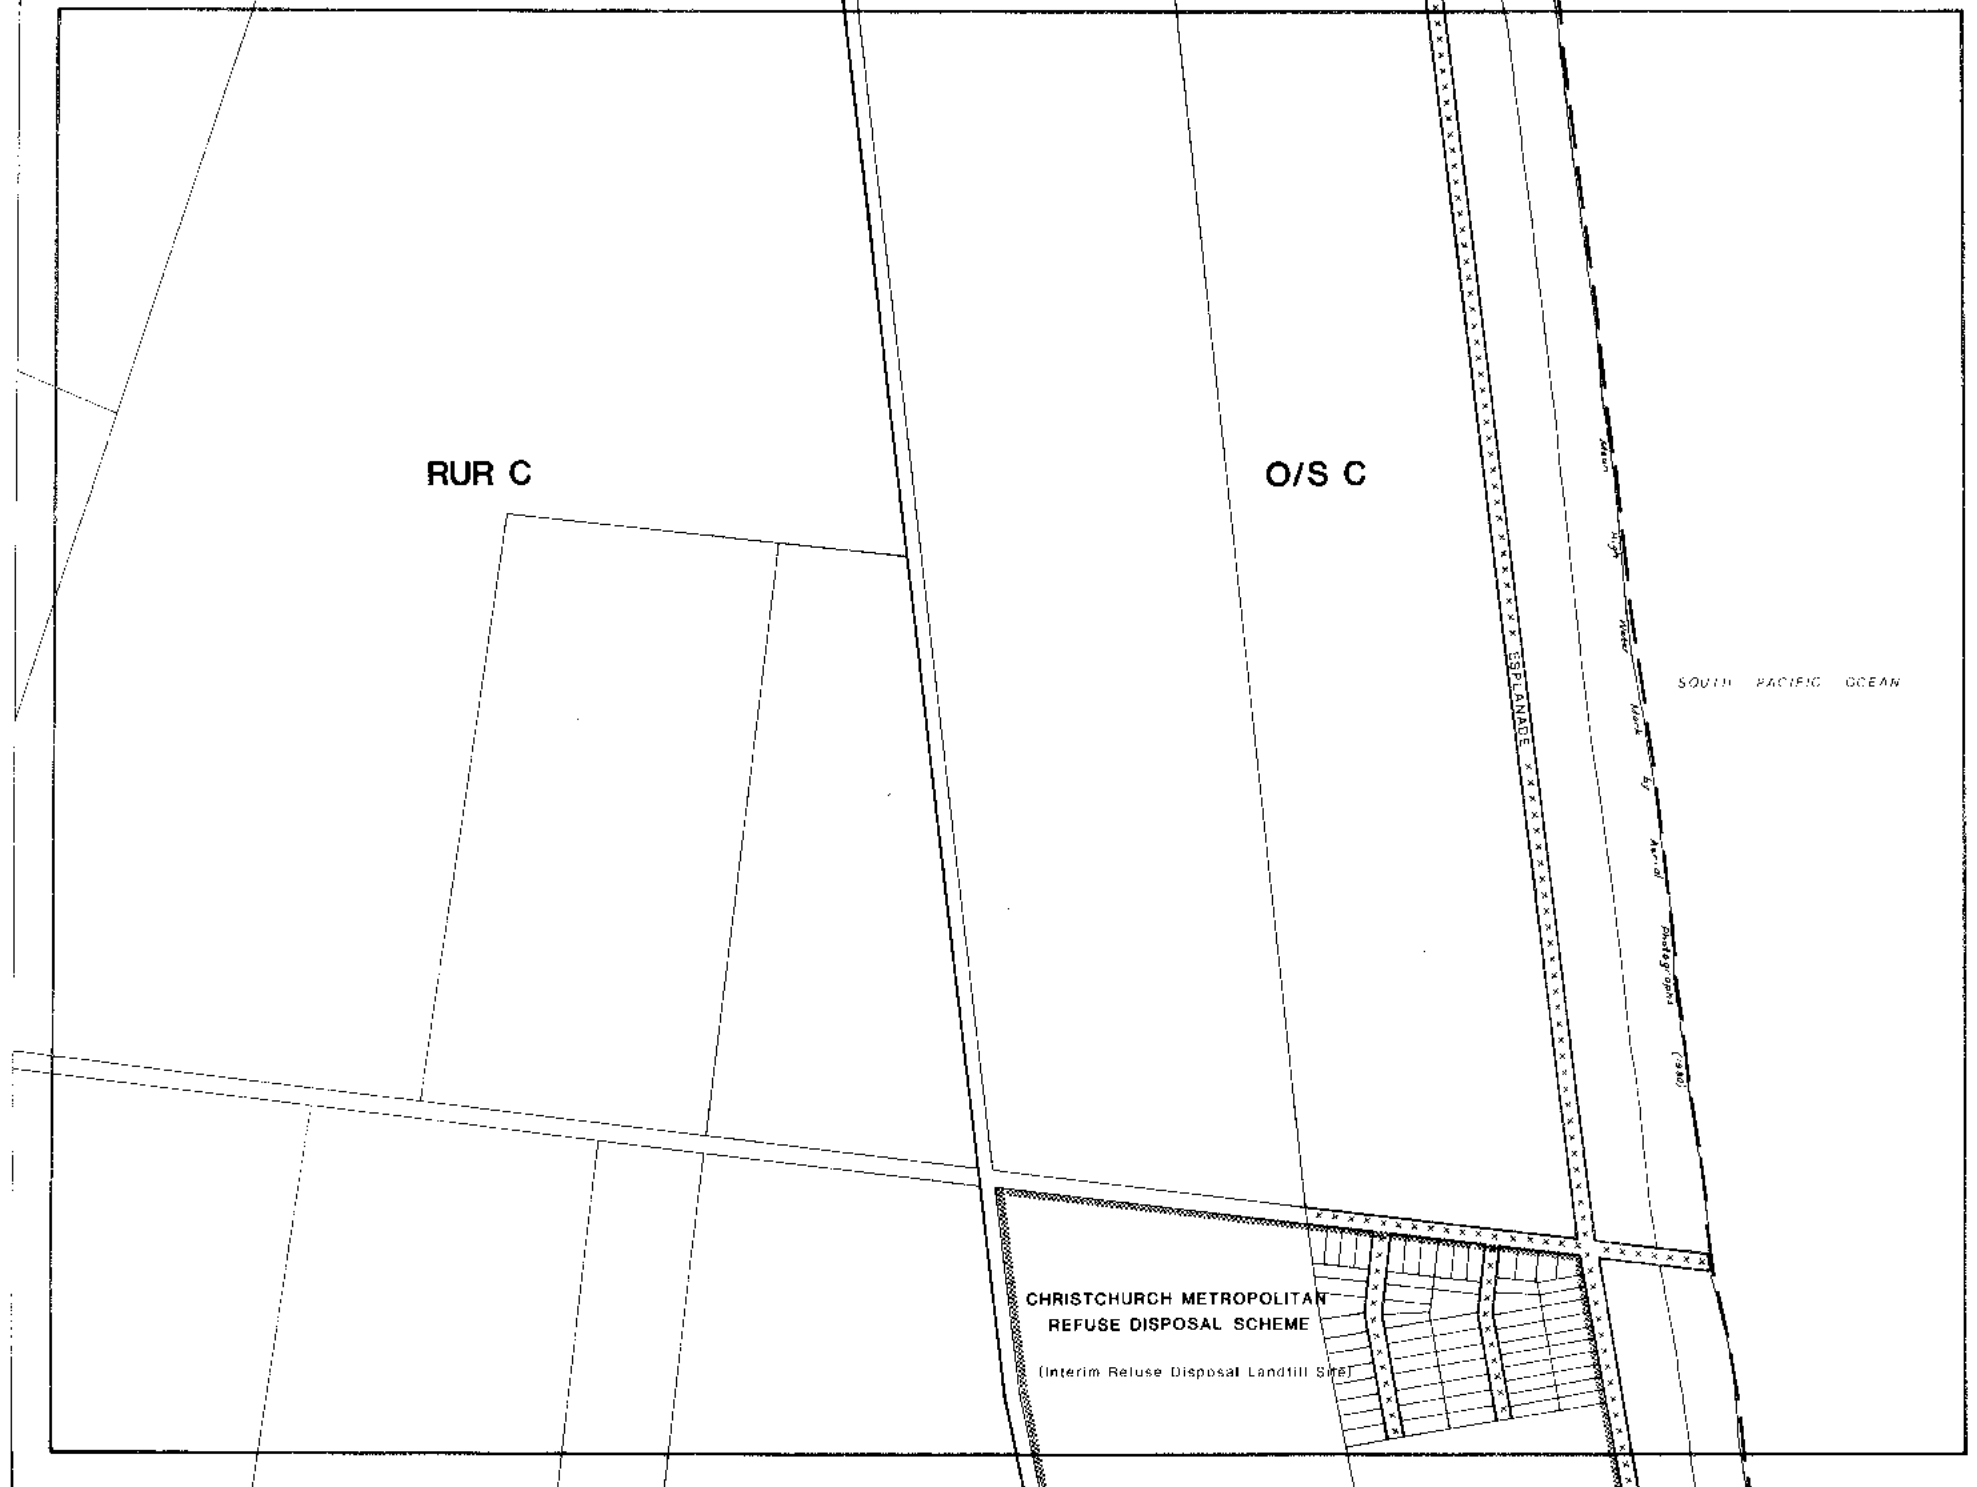 RUR C
O/S C
ESPLANADE
SOUTH PACIFIC OCEAN
Mean High Water Mark by Aerial Photographs (1980)
CHRISTCHURCH METROPOLITAN
REFUSE DISPOSAL SCHEME
(Interim Refuse Disposal Landfill Site)